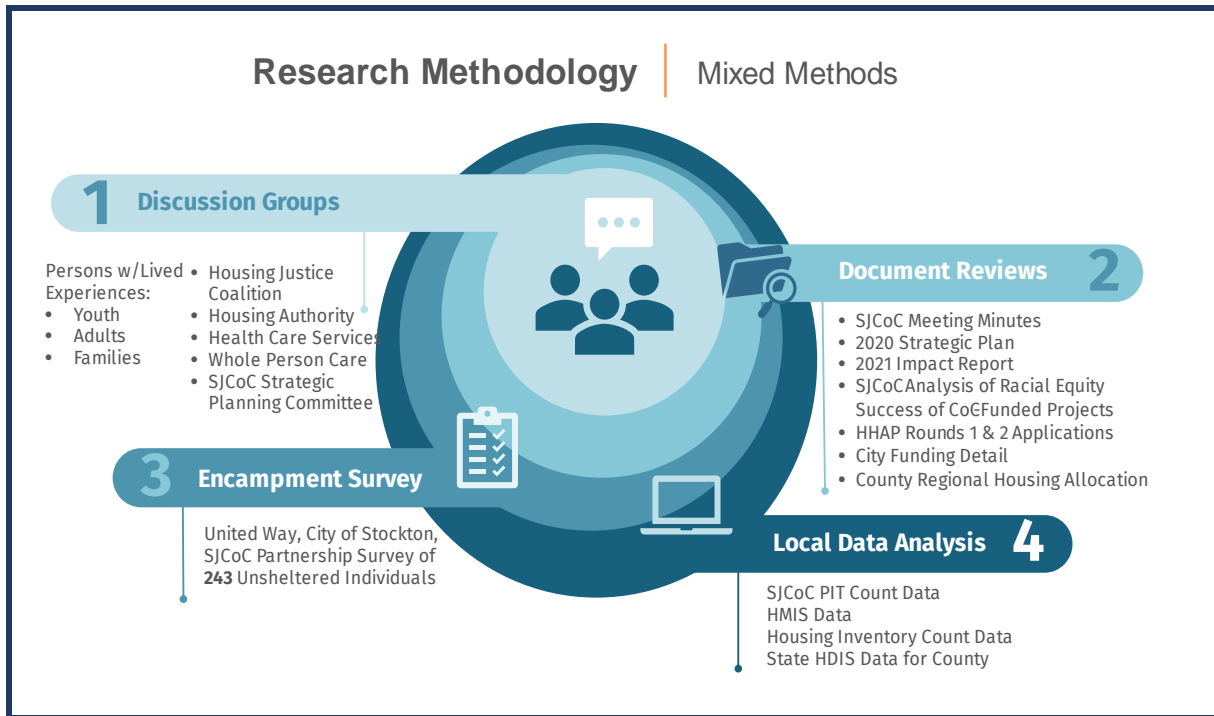 Research Methodology
Mixed Methods
1
Discussion Groups
Persons w/Lived
Experiences:
• Youth
• Adults
• Families
• Housing Justice
Coalition
• Housing Authority
• Health Care Services
• Whole Person Care
• SJCoC Strategic
Planning Committee
Document Reviews
2
• SJCoC Meeting Minutes
• 2020 Strategic Plan
• 2021 Impact Report
• SJCoC Analysis of Racial Equity
Success of CoC-Funded Projects
• HHAP Rounds 1 & 2 Applications
• City Funding Detail
• County Regional Housing Allocation
3
Encampment Survey
United Way, City of Stockton,
SJCoC Partnership Survey of
243 Unsheltered Individuals
Local Data Analysis
4
SJCoC PIT Count Data
HMIS Data
Housing Inventory Count Data
State HDIS Data for County